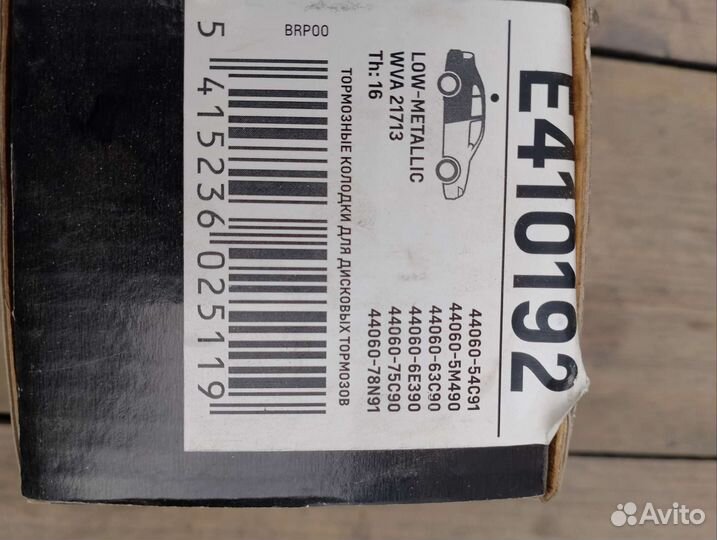 E410192
LOW-METALLIC
WVA 21713
Th: 16
44060-54C91
44060-5M490
44060-63C90
44060-6E390
44060-75C90
44060-78N91
ТОРМОЗНЫЕ КОЛОДКИ ДЛЯ ДИСКОВЫХ ТОРМОЗОВ
BRP00
5 415236 025119
Avito